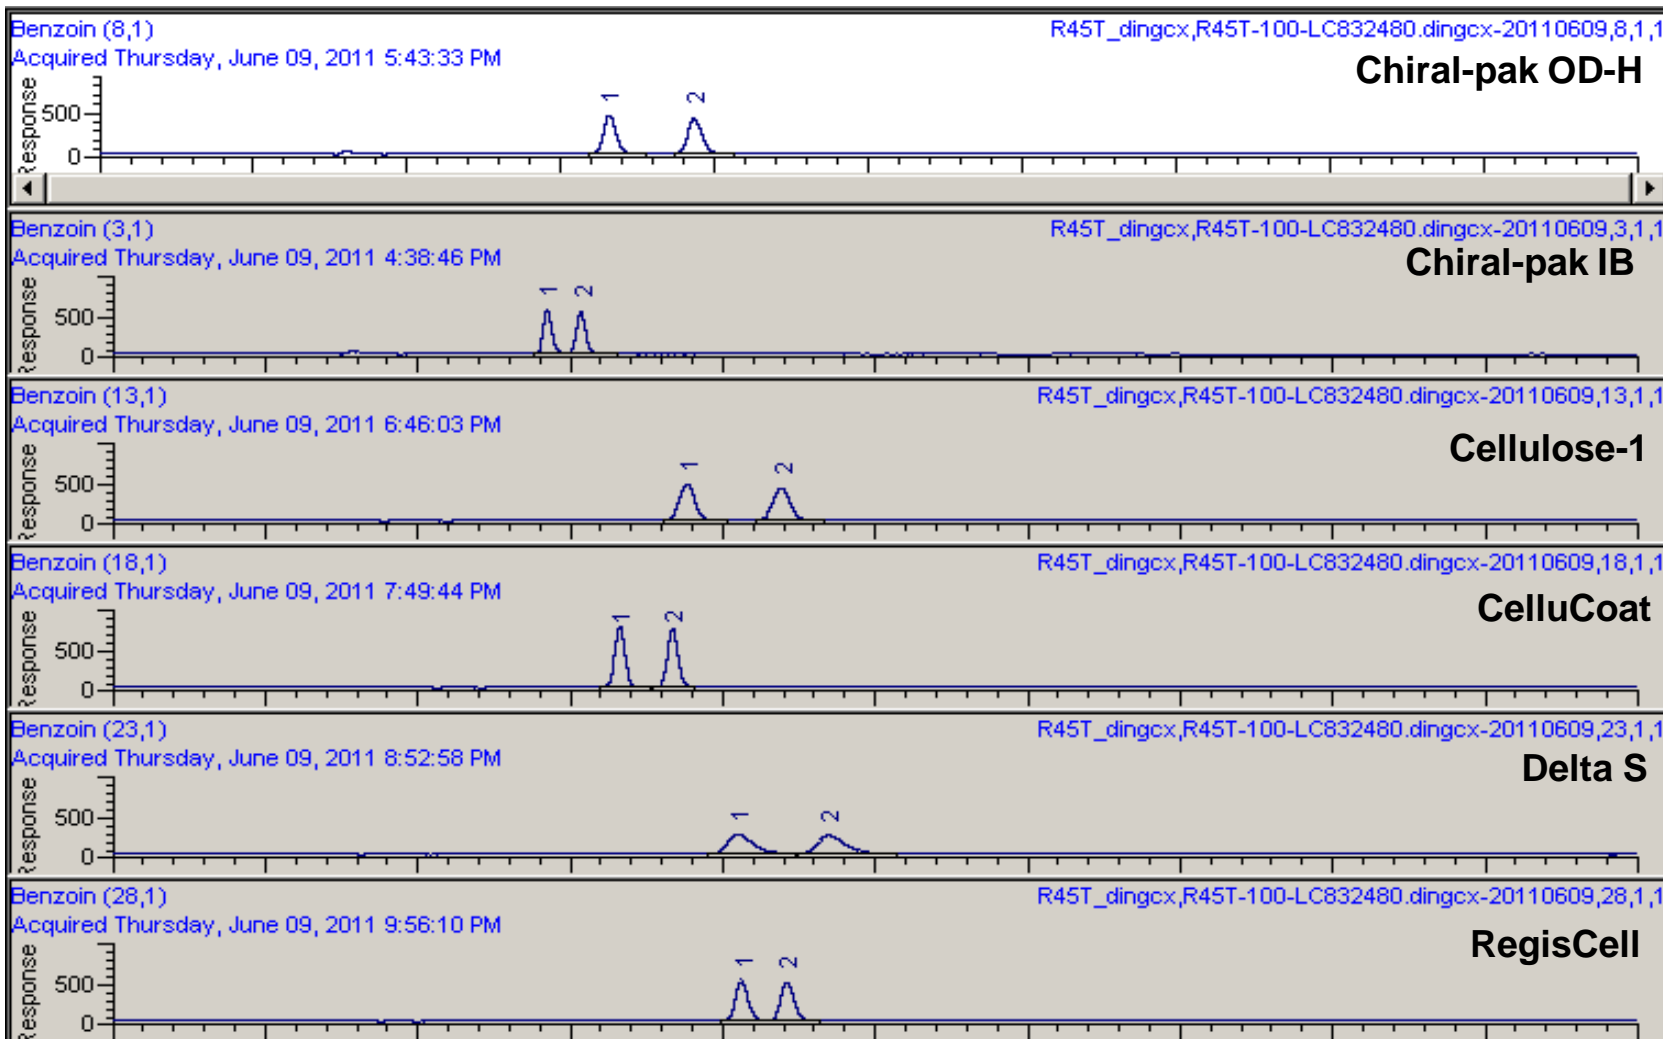 Benzoin (8,1) R45T_dingcx,R45T-100-LC832480.dingcx-20110609,8,1,1
Acquired Thursday, June 09, 2011 5:43:33 PM
Chiral-pak OD-H
Response
500
0
1 2
Benzoin (3,1) R45T_dingcx,R45T-100-LC832480.dingcx-20110609,3,1,1
Acquired Thursday, June 09, 2011 4:38:46 PM
Chiral-pak IB
Response
500
0
1 2
Benzoin (13,1) R45T_dingcx,R45T-100-LC832480.dingcx-20110609,13,1,1
Acquired Thursday, June 09, 2011 6:46:03 PM
Cellulose-1
Response
500
0
1 2
Benzoin (18,1) R45T_dingcx,R45T-100-LC832480.dingcx-20110609,18,1,1
Acquired Thursday, June 09, 2011 7:49:44 PM
CelluCoat
Response
500
0
1 2
Benzoin (23,1) R45T_dingcx,R45T-100-LC832480.dingcx-20110609,23,1,1
Acquired Thursday, June 09, 2011 8:52:58 PM
Delta S
Response
500
0
1 2
Benzoin (28,1) R45T_dingcx,R45T-100-LC832480.dingcx-20110609,28,1,1
Acquired Thursday, June 09, 2011 9:56:10 PM
RegisCell
Response
500
0
1 2